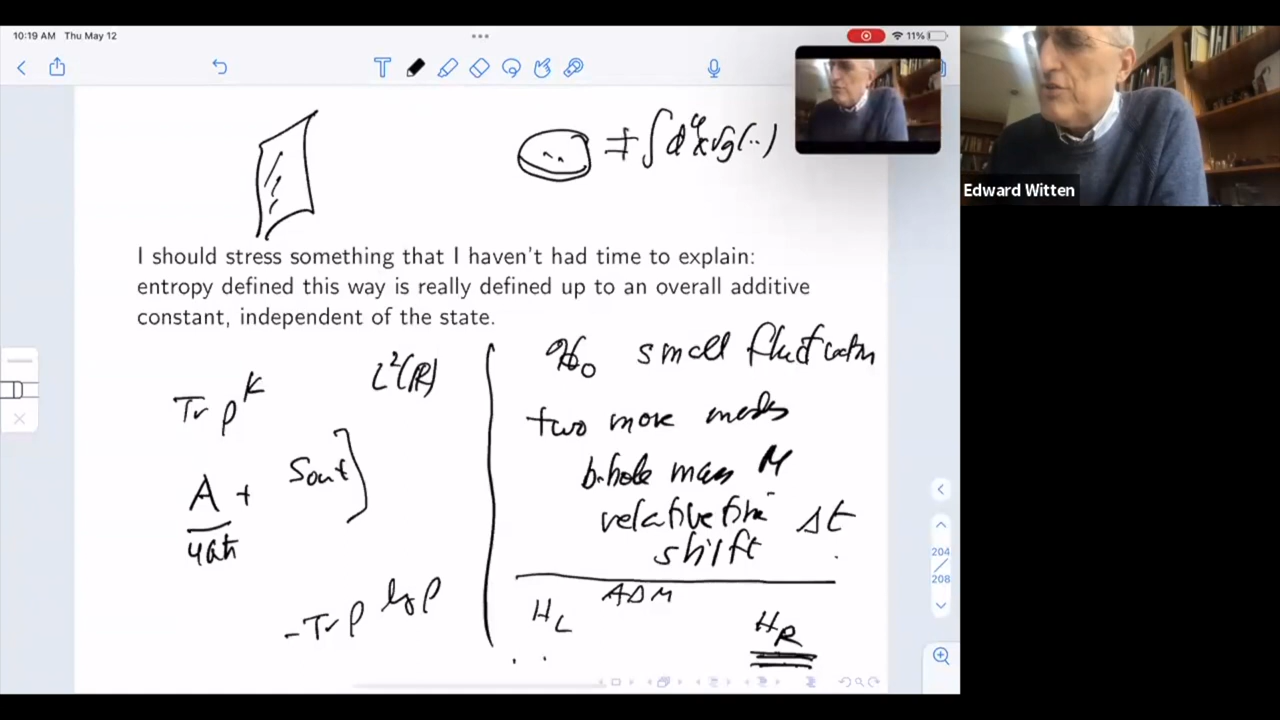 10:19 AM Thu May 12
11%
∫ d⁴x√g(··)
Edward Witten
I should stress something that I haven't had time to explain:
entropy defined this way is really defined up to an overall additive
constant, independent of the state.
Tr ρ^K
L²(ℝ)
A/4Gℏ + Sout]
-Tr ρ log ρ
ℋ₀ small fluctuation
two more modes
b.hole mass M
relative time Δt
shift
ADM
H_L
H_R
204
/
208